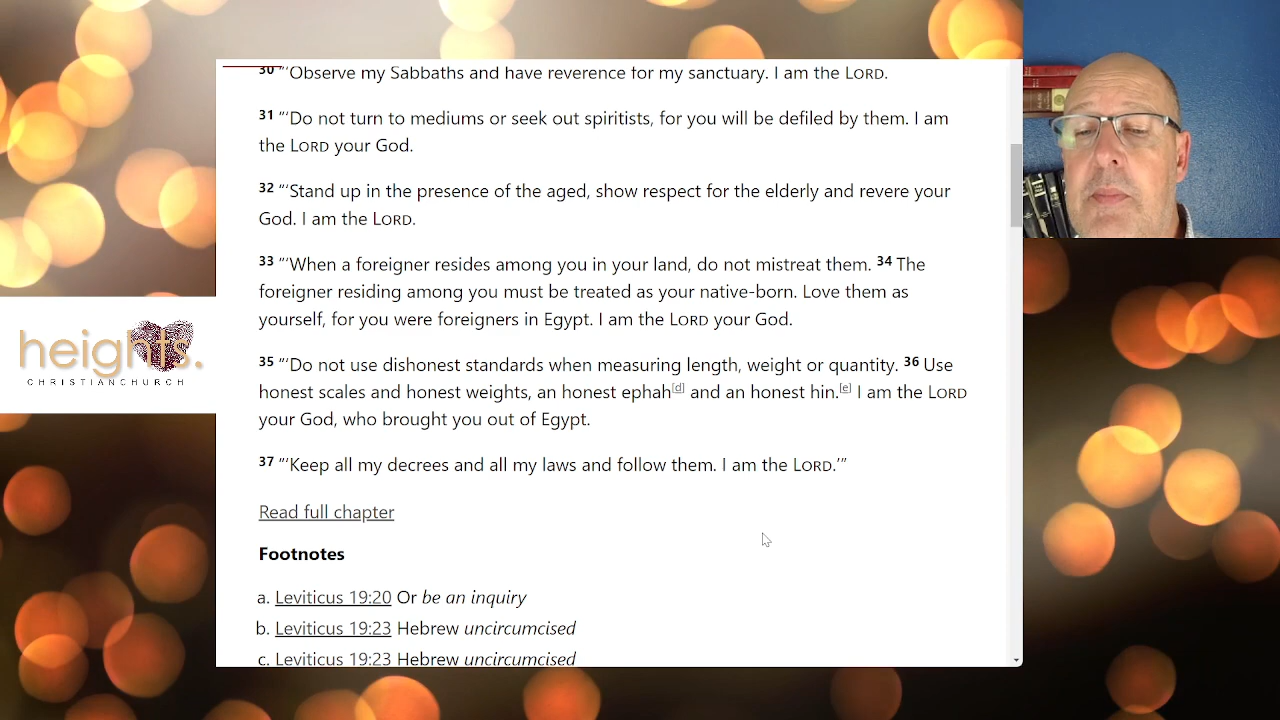 30 “‘Observe my Sabbaths and have reverence for my sanctuary. I am the LORD.
31 “‘Do not turn to mediums or seek out spiritists, for you will be defiled by them. I am
the LORD your God.
32 “‘Stand up in the presence of the aged, show respect for the elderly and revere your
God. I am the LORD.
33 “‘When a foreigner resides among you in your land, do not mistreat them. 34 The
foreigner residing among you must be treated as your native-born. Love them as
yourself, for you were foreigners in Egypt. I am the LORD your God.
35 “‘Do not use dishonest standards when measuring length, weight or quantity. 36 Use
honest scales and honest weights, an honest ephah[d] and an honest hin.[e] I am the LORD
your God, who brought you out of Egypt.
37 “‘Keep all my decrees and all my laws and follow them. I am the LORD.’”
Read full chapter
Footnotes
a. Leviticus 19:20 Or be an inquiry
b. Leviticus 19:23 Hebrew uncircumcised
c. Leviticus 19:23 Hebrew uncircumcised
heights.
CHRISTIANCHURCH